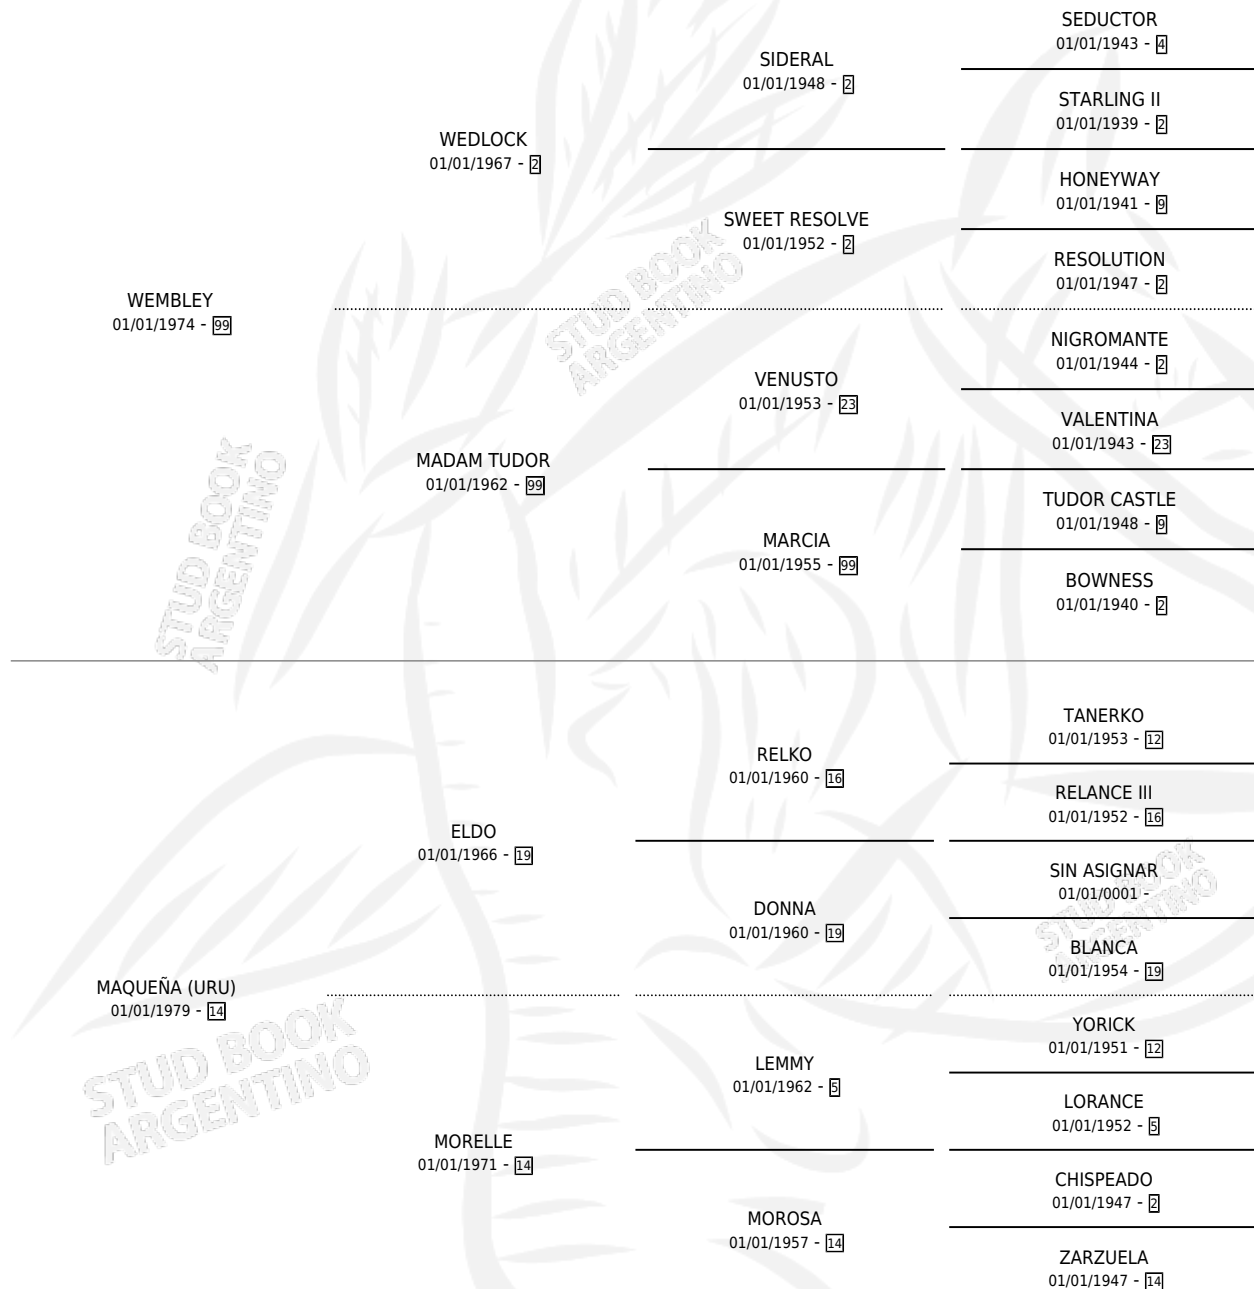 SEDUCTOR
01/01/1943 - 4
SIDERAL
01/01/1948 - 2
STARLING II
01/01/1939 - 2
WEDLOCK
01/01/1967 - 2
HONEYWAY
01/01/1941 - 9
SWEET RESOLVE
01/01/1952 - 2
RESOLUTION
01/01/1947 - 2
WEMBLEY
01/01/1974 - 99
NIGROMANTE
01/01/1944 - 2
VENUSTO
01/01/1953 - 23
VALENTINA
01/01/1943 - 23
MADAM TUDOR
01/01/1962 - 99
TUDOR CASTLE
01/01/1948 - 9
MARCIA
01/01/1955 - 99
BOWNESS
01/01/1940 - 2
STUD BOOK
ARGENTINO
STUD BOOK
ARGENTINO
TANERKO
01/01/1953 - 12
RELKO
01/01/1960 - 16
RELANCE III
01/01/1952 - 16
ELDO
01/01/1966 - 19
SIN ASIGNAR
01/01/0001 -
DONNA
01/01/1960 - 19
BLANCA
01/01/1954 - 19
MAQUEÑA (URU)
01/01/1979 - 14
YORICK
01/01/1951 - 12
LEMMY
01/01/1962 - 5
LORANCE
01/01/1952 - 5
MORELLE
01/01/1971 - 14
CHISPEADO
01/01/1947 - 2
MOROSA
01/01/1957 - 14
ZARZUELA
01/01/1947 - 14
STUD BOOK
ARGENTINO
STUD BOOK
ARGENTINO